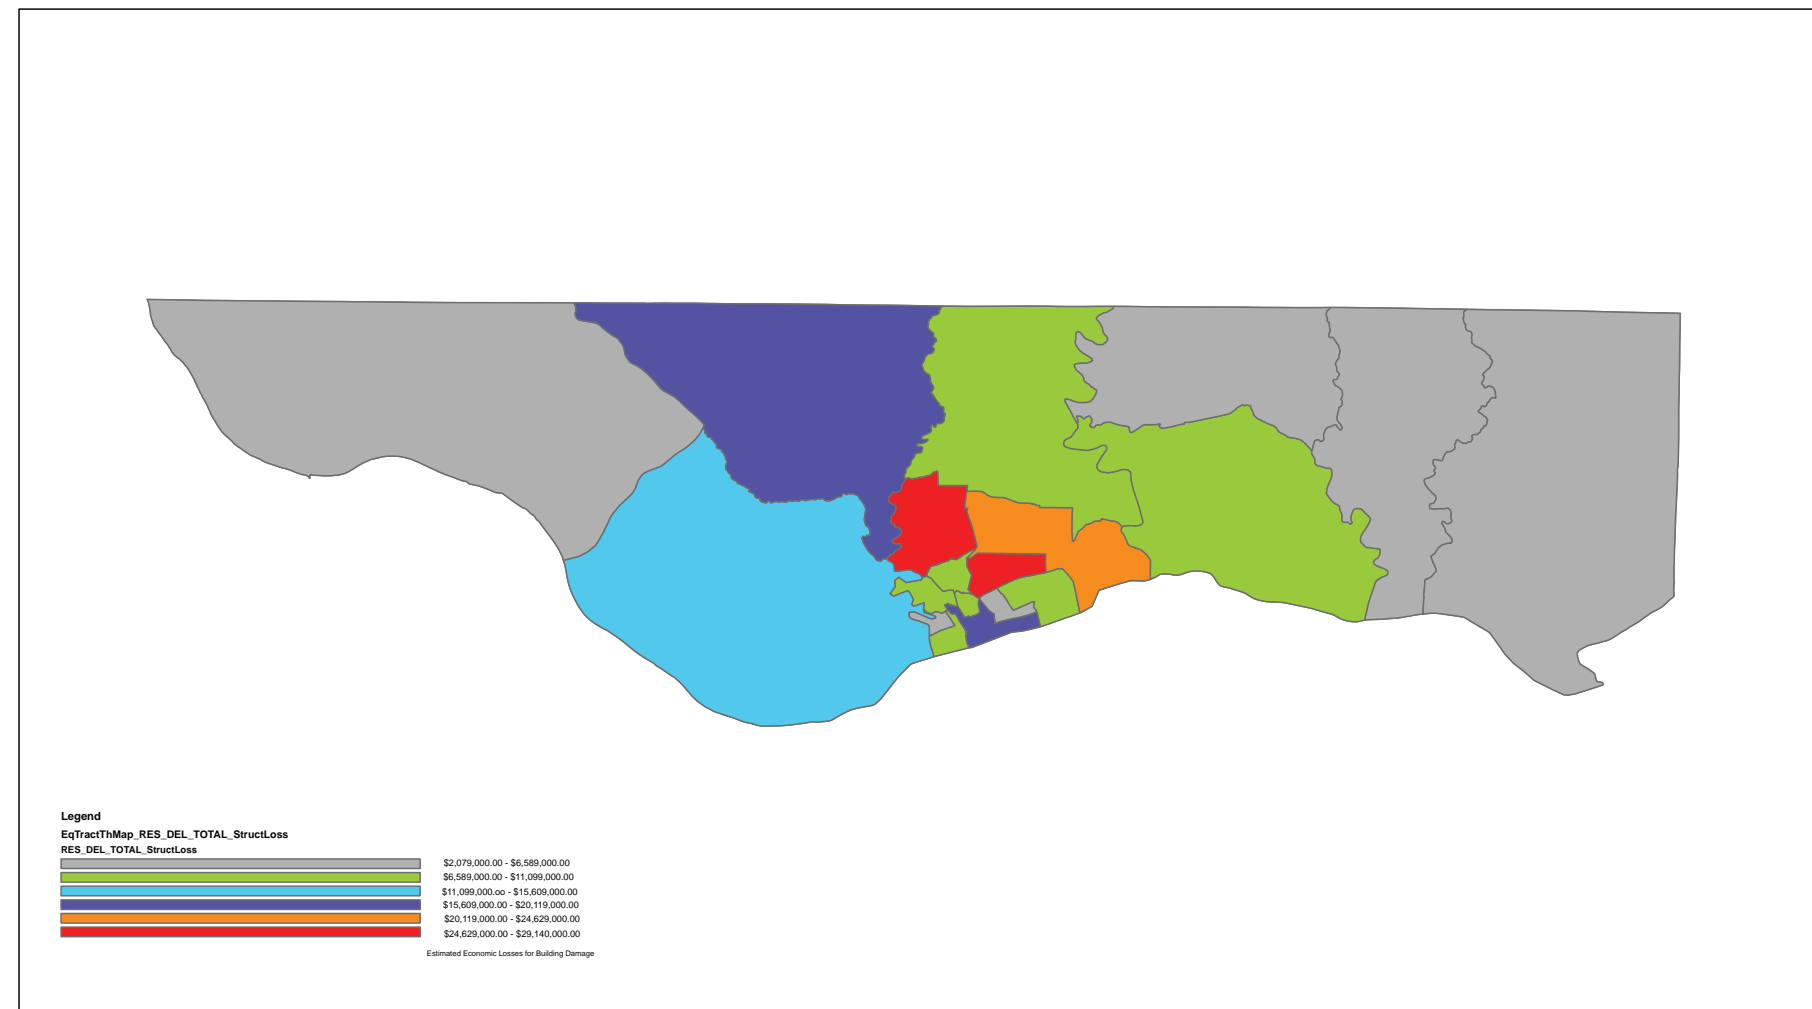 Legend
EqTractThMap_RES_DEL_TOTAL_StructLoss
RES_DEL_TOTAL_StructLoss
$2,079,000.00 - $6,589,000.00
$6,589,000.00 - $11,099,000.00
$11,099,000.oo - $15,609,000.00
$15,609,000.00 - $20,119,000.00
$20,119,000.00 - $24,629,000.00
$24,629,000.00 - $29,140,000.00
Estimated Economic Losses for Building Damage